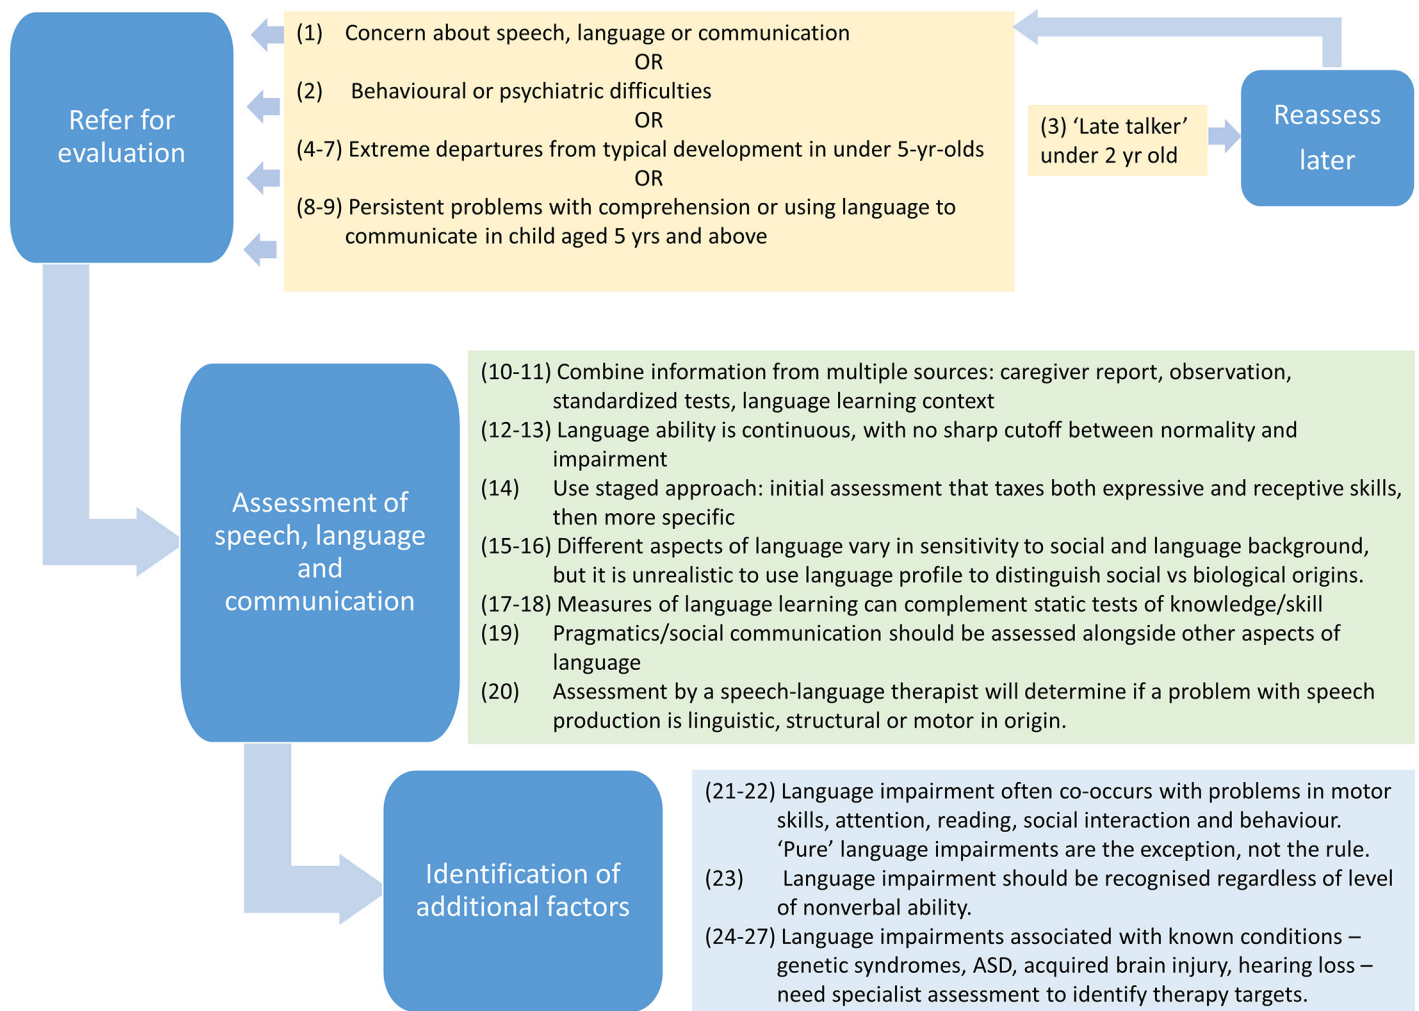 Refer for
evaluation
(1) Concern about speech, language or communication
OR
(2) Behavioural or psychiatric difficulties
OR
(4-7) Extreme departures from typical development in under 5-yr-olds
OR
(8-9) Persistent problems with comprehension or using language to
communicate in child aged 5 yrs and above
(3) ‘Late talker’
under 2 yr old
Reassess
later
Assessment of
speech, language
and
communication
(10-11) Combine information from multiple sources: caregiver report, observation,
standardized tests, language learning context
(12-13) Language ability is continuous, with no sharp cutoff between normality and
impairment
(14) Use staged approach: initial assessment that taxes both expressive and receptive skills,
then more specific
(15-16) Different aspects of language vary in sensitivity to social and language background,
but it is unrealistic to use language profile to distinguish social vs biological origins.
(17-18) Measures of language learning can complement static tests of knowledge/skill
(19) Pragmatics/social communication should be assessed alongside other aspects of
language
(20) Assessment by a speech-language therapist will determine if a problem with speech
production is linguistic, structural or motor in origin.
Identification of
additional factors
(21-22) Language impairment often co-occurs with problems in motor
skills, attention, reading, social interaction and behaviour.
‘Pure’ language impairments are the exception, not the rule.
(23) Language impairment should be recognised regardless of level
of nonverbal ability.
(24-27) Language impairments associated with known conditions –
genetic syndromes, ASD, acquired brain injury, hearing loss –
need specialist assessment to identify therapy targets.